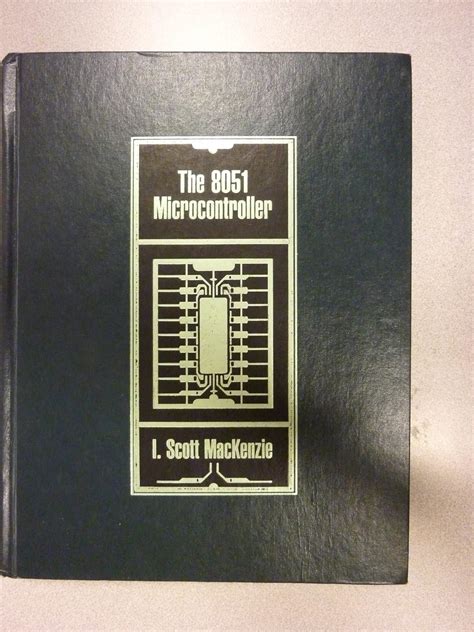 The 8051
Microcontroller
I. Scott MacKenzie